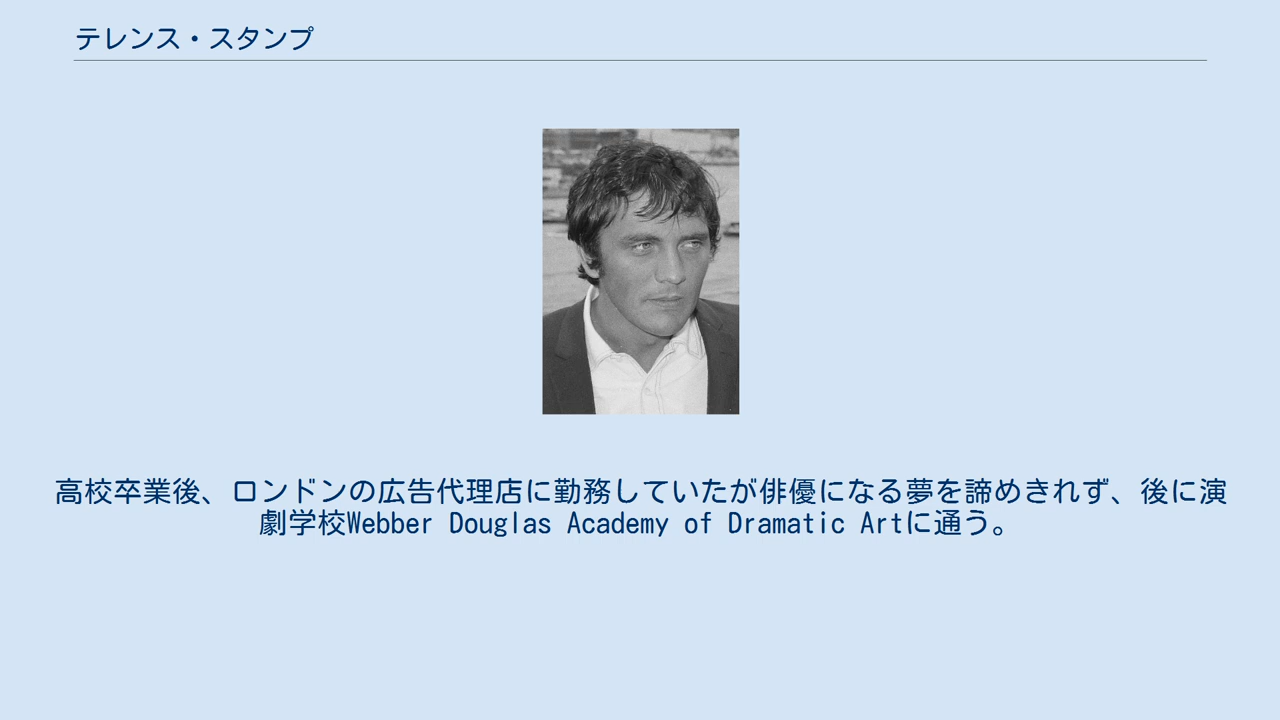 テレンス・スタンプ
高校卒業後、ロンドンの広告代理店に勤務していたが俳優になる夢を諦めきれず、後に演
劇学校Webber Douglas Academy of Dramatic Artに通う。